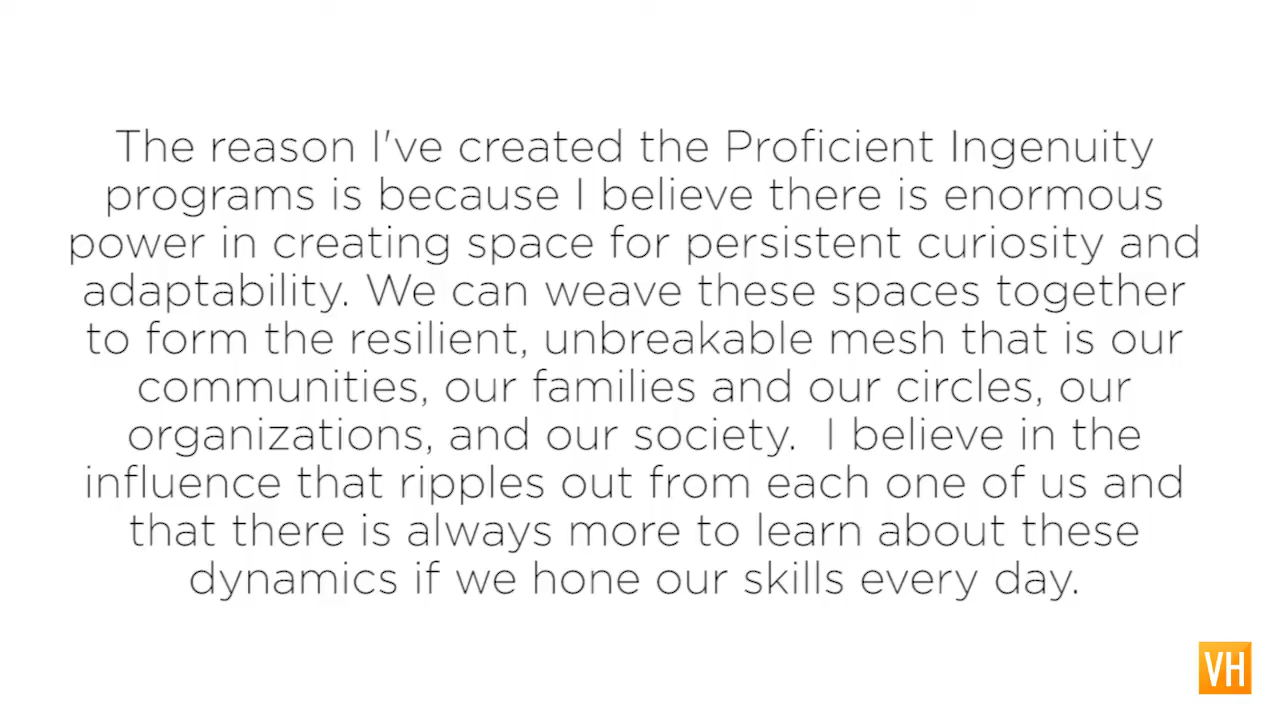 The reason I've created the Proficient Ingenuity
programs is because I believe there is enormous
power in creating space for persistent curiosity and
adaptability. We can weave these spaces together
to form the resilient, unbreakable mesh that is our
communities, our families and our circles, our
organizations, and our society.  I believe in the
influence that ripples out from each one of us and
that there is always more to learn about these
dynamics if we hone our skills every day.
VH